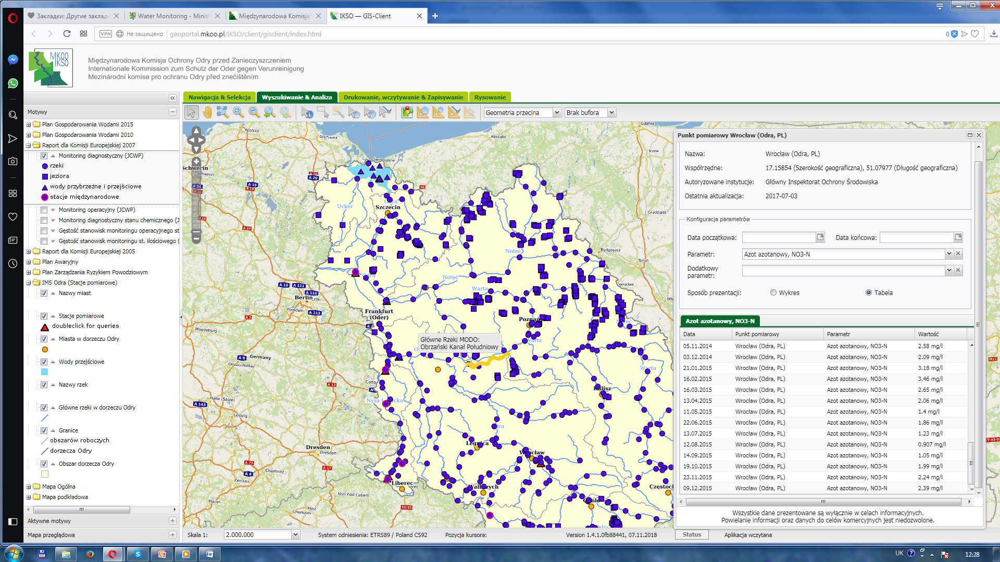 Закладки: Другие заклад
Water Monitoring - Minist
Międzynarodowa Komisja
IKSO — GIS-Client
VPN
Не защищено
geoportal.mkoo.pl/IKSO/client/gisclient/index.html
0
MKOO
IKSO
Międzynarodowa Komisja Ochrony Odry przed Zanieczyszczeniem
Internationale Kommission zum Schutz der Oder gegen Verunreinigung
Mezinárodní komise pro ochranu Odry před znečištěním
Nawigacja & Selekcja
Wyszukiwanie & Analiza
Drukowanie, wczytywanie & Zapisywanie
Rysowanie
Geometria przecina
Brak bufora
Motywy
Plan Gospodarowania Wodami 2015
Plan Gospodarowania Wodami 2010
Raport dla Komisji Europejskiej 2007
Monitoring diagnostyczny (JCWP)
rzeki
jeziora
wody przybrzeżne i przejściowe
stacje międzynarodowe
Monitoring operacyjny (JCWP)
Monitoring diagnostyczny stanu chemicznego (J
Gęstość stanowisk monitoringu operacyjnego st
Gęstość stanowisk monitoringu st. ilościowego (
Raport dla Komisji Europejskiej 2005
Plan Awaryjny
Plan Zarządzania Ryzykiem Powodziowym
IMS Odra (Stacje pomiarowe)
Nazwy miast
Stacje pomiarowe
doubleclick for queries
Miasta w dorzeczu Odry
Wody przejściowe
Nazwy rzek
Główne rzeki w dorzeczu Odry
Granice
obszarów roboczych
dorzecza Odry
Obszar dorzecza Odry
Mapa Ogólna
Mapa podkładowa
Aktywne motywy
Mapa przeglądowa
Rostock
Greifswald
Koszalin
Gdańsk
Tczew
Świnoujście
Schwerin
Schwerin
A 20
A 20
A 19
A 14
A 14
S6
Ucker
Odra
Szczecin
Grudziądz
A 14
A 24
A 19
Noteć
Bydgoszcz
Toruń
Odra
Noteć
Warta
A 10
A 111
A 114
Berlin
Berlin
Potsdam
A 113
A 2
Frankfurt
(Oder)
Poznań
Noteć
Magdeburg
Główne Rzeki MODO:
Obrzański Kanał Południowy
Warta
A 9
Germany
Dessau-Roßlau
Warta
A 13
Cottb
Kalisz
Halle (Saale)
Nysa Łużycka
A 143
Leipzig
Odra
Legnica
Dresden
Dresden
Wrocław
A 72
A 17
Chemnitz
A 4
Zwickau
Liberec
Wałbrzych
Częstoc
Ústí nad Labem
Plauen
Most
Chomutov
10/35
Opole
Odra
M12
Punkt pomiarowy Wrocław (Odra, PL)
Nazwa: Wrocław (Odra, PL)
Współrzędne: 17.15854 (Szerokość geograficzna), 51.07977 (Długość geograficzna)
Autoryzowane instytucje: Główny Inspektorat Ochrony Środowiska
Ostatnia aktualizacja: 2017-07-03
Konfiguracja parametrów
Data początkowa:
Data końcowa:
Parametr: Azot azotanowy, NO3-N
Dodatkowy
parametr:
Sposób prezentacji: Wykres Tabela
Azot azotanowy, NO3-N
Data Punkt pomiarowy Parametr Wartość
05.11.2014 Wrocław (Odra, PL) Azot azotanowy, NO3-N 2.58 mg/l
03.12.2014 Wrocław (Odra, PL) Azot azotanowy, NO3-N 2.09 mg/l
21.01.2015 Wrocław (Odra, PL) Azot azotanowy, NO3-N 3.18 mg/l
16.02.2015 Wrocław (Odra, PL) Azot azotanowy, NO3-N 3.46 mg/l
16.03.2015 Wrocław (Odra, PL) Azot azotanowy, NO3-N 2.65 mg/l
13.04.2015 Wrocław (Odra, PL) Azot azotanowy, NO3-N 2.06 mg/l
11.05.2015 Wrocław (Odra, PL) Azot azotanowy, NO3-N 1.4 mg/l
22.06.2015 Wrocław (Odra, PL) Azot azotanowy, NO3-N 1.86 mg/l
13.07.2015 Wrocław (Odra, PL) Azot azotanowy, NO3-N 1.23 mg/l
12.08.2015 Wrocław (Odra, PL) Azot azotanowy, NO3-N 0.907 mg/l
14.09.2015 Wrocław (Odra, PL) Azot azotanowy, NO3-N 1.05 mg/l
19.10.2015 Wrocław (Odra, PL) Azot azotanowy, NO3-N 1.99 mg/l
23.11.2015 Wrocław (Odra, PL) Azot azotanowy, NO3-N 2.24 mg/l
09.12.2015 Wrocław (Odra, PL) Azot azotanowy, NO3-N 2.39 mg/l
Wszystkie dane prezentowane są wyłącznie w celach informacyjnych.
Powielanie informacji oraz danych do celów komercyjnych jest niedozwolone.
Skala 1: 2.000.000
System odniesienia: ETRS89 / Poland CS92
Pozycja kursora:
Version 1.4.1.0fb88441, 07.11.2018
Status
Aplikacja wczytana
UK
12:28